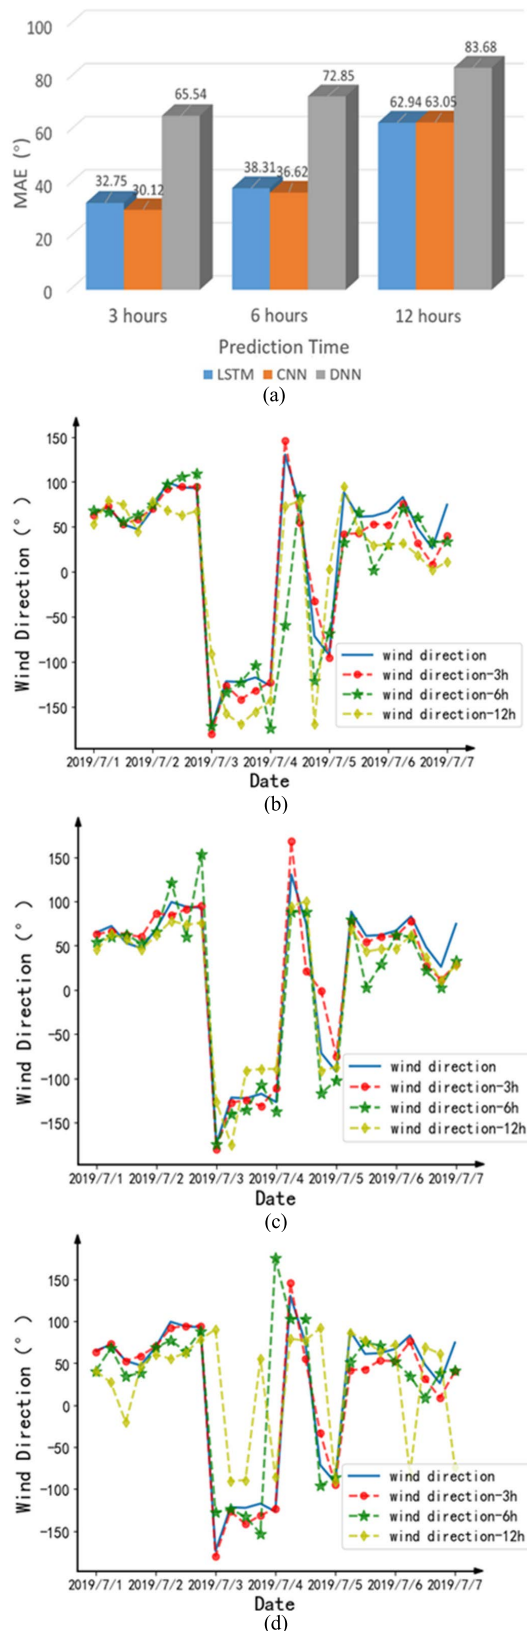 100
80
60
40
20
0
MAE (°)
32.75
30.12
65.54
38.31
36.62
72.85
62.94
63.05
83.68
3 hours
6 hours
12 hours
Prediction Time
LSTM
CNN
DNN
(a)
150
100
50
0
-50
-100
-150
Wind Direction(°)
wind direction
wind direction-3h
wind direction-6h
wind direction-12h
2019/7/1 2019/7/2 2019/7/3 2019/7/4 2019/7/5 2019/7/6 2019/7/7
Date
(b)
150
100
50
0
-50
-100
-150
Wind Direction(°)
wind direction
wind direction-3h
wind direction-6h
wind direction-12h
2019/7/1 2019/7/2 2019/7/3 2019/7/4 2019/7/5 2019/7/6 2019/7/7
Date
(c)
150
100
50
0
-50
-100
-150
Wind Direction(°)
wind direction
wind direction-3h
wind direction-6h
wind direction-12h
2019/7/1 2019/7/2 2019/7/3 2019/7/4 2019/7/5 2019/7/6 2019/7/7
Date
(d)